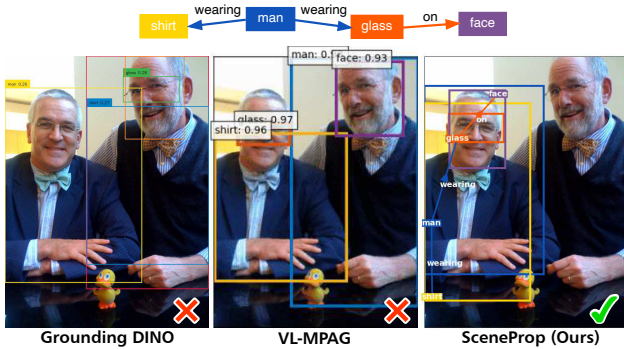 wearing wearing on
shirt man glass face
man: 0.5
face: 0.93
glass: 0.97
shirt: 0.96
face
on
glass
wearing
man
wearing
shirt
Grounding DINO VL-MPAG SceneProp (Ours)